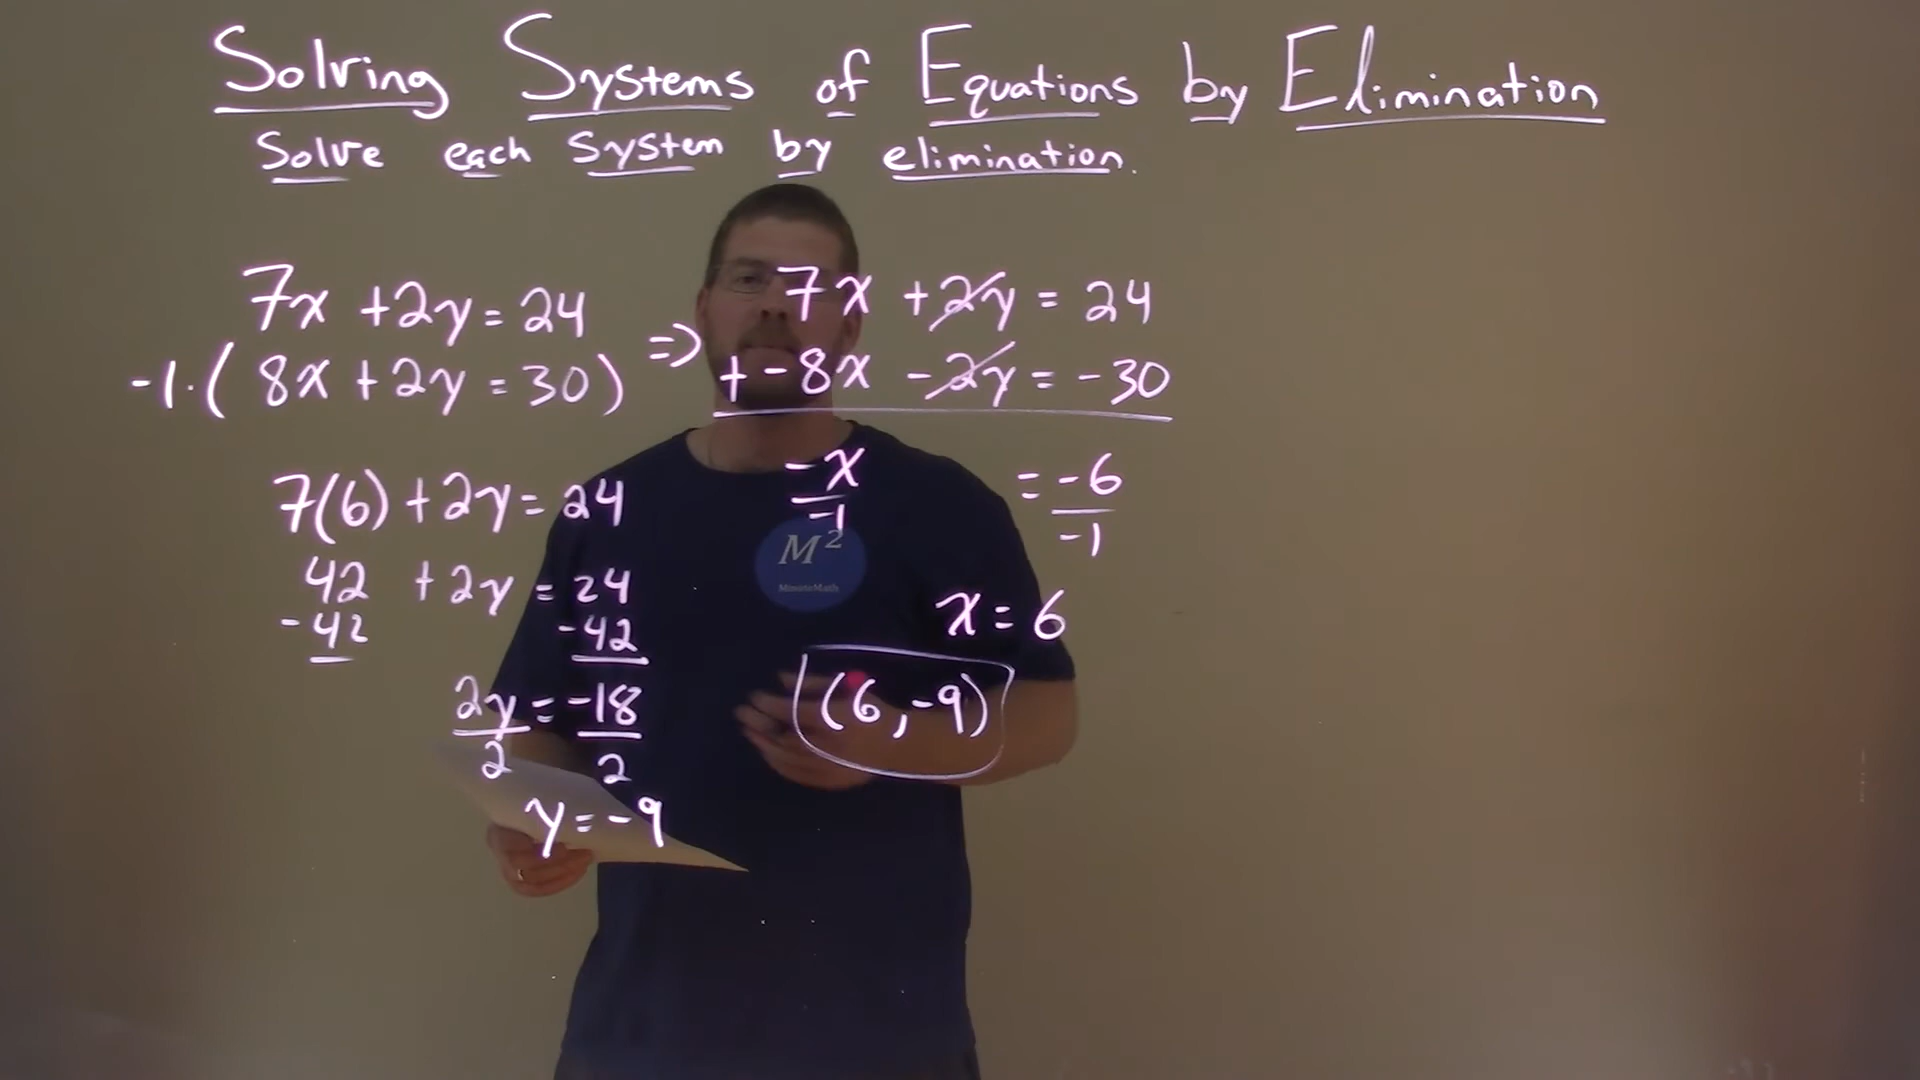 Solving Systems of Equations by Elimination
Solve each system by elimination.
7x + 2y = 24
-1·( 8x + 2y = 30 )
⇒
7x + 2y = 24
+ -8x - 2y = -30
-x = -6
-1 -1
x = 6
7(6) + 2y = 24
42 + 2y = 24
-42 -42
2y = -18
2 2
y = -9
(6, -9)
M²
MinuteMath